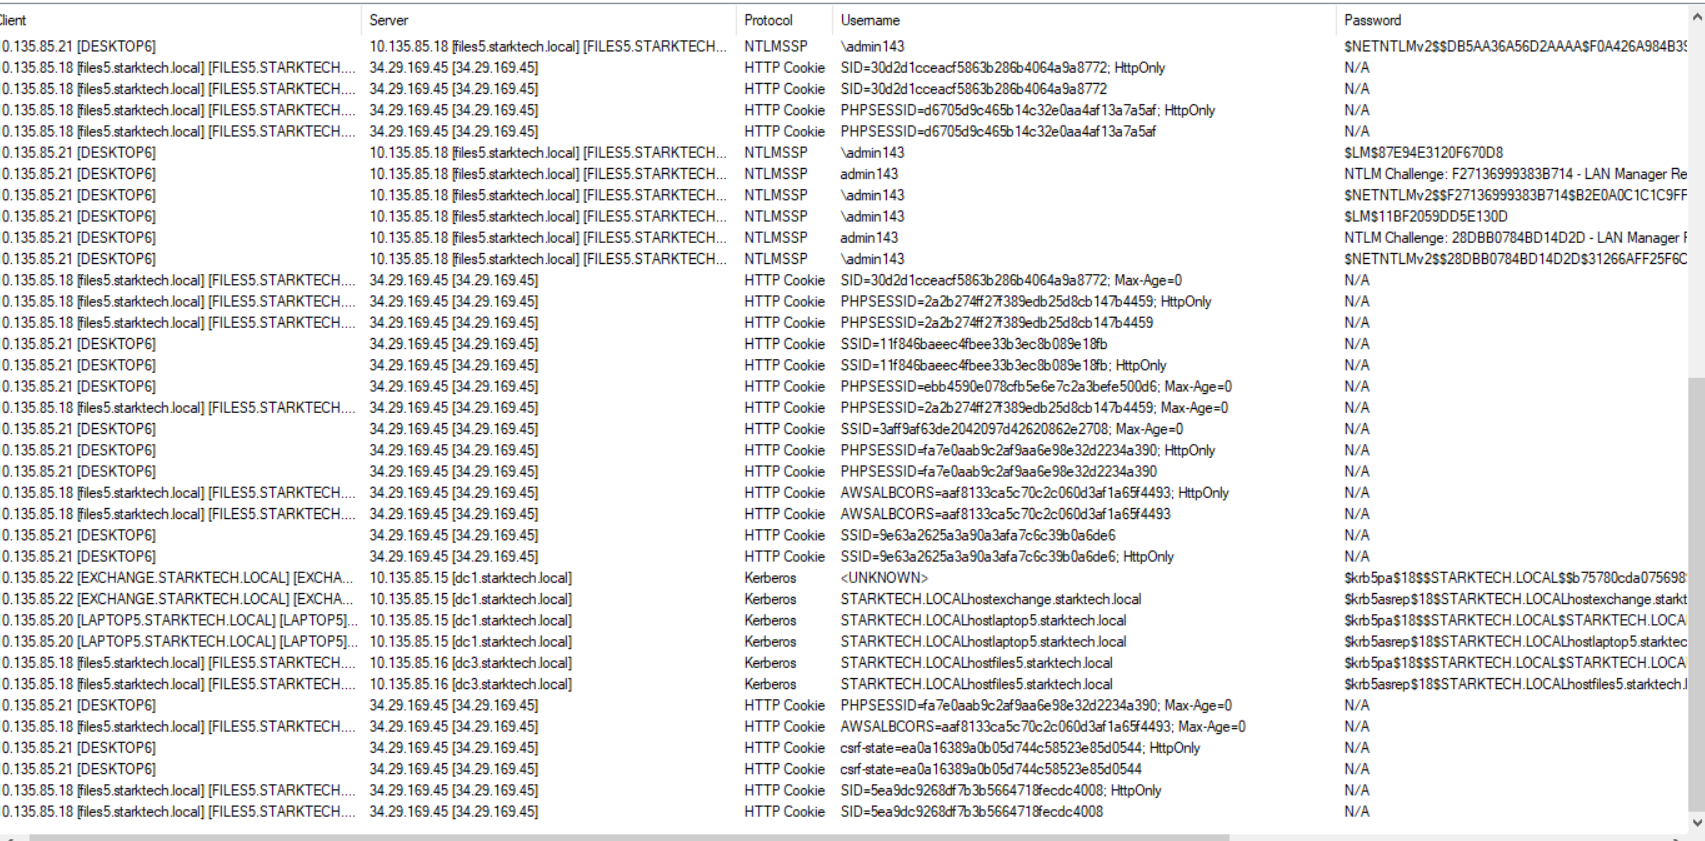 Client Server Protocol Username Password
0.135.85.21 [DESKTOP6] 10.135.85.18 [files5.starktech.local] [FILES5.STARKTECH... NTLMSSP \admin143 $NETNTLMv2$$DB5AA36A56D2AAAA$F0A426A984B39
0.135.85.18 [files5.starktech.local] [FILES5.STARKTECH.... 34.29.169.45 [34.29.169.45] HTTP Cookie SID=30d2d1cceacf5863b286b4064a9a8772; HttpOnly N/A
0.135.85.18 [files5.starktech.local] [FILES5.STARKTECH.... 34.29.169.45 [34.29.169.45] HTTP Cookie SID=30d2d1cceacf5863b286b4064a9a8772 N/A
0.135.85.18 [files5.starktech.local] [FILES5.STARKTECH.... 34.29.169.45 [34.29.169.45] HTTP Cookie PHPSESSID=d6705d9c465b14c32e0aa4af13a7a5af; HttpOnly N/A
0.135.85.18 [files5.starktech.local] [FILES5.STARKTECH.... 34.29.169.45 [34.29.169.45] HTTP Cookie PHPSESSID=d6705d9c465b14c32e0aa4af13a7a5af N/A
0.135.85.21 [DESKTOP6] 10.135.85.18 [files5.starktech.local] [FILES5.STARKTECH... NTLMSSP \admin143 $LM$87E94E3120F670D8
0.135.85.21 [DESKTOP6] 10.135.85.18 [files5.starktech.local] [FILES5.STARKTECH... NTLMSSP admin143 NTLM Challenge: F27136999383B714 - LAN Manager Re
0.135.85.21 [DESKTOP6] 10.135.85.18 [files5.starktech.local] [FILES5.STARKTECH... NTLMSSP \admin143 $NETNTLMv2$$F27136999383B714$B2E0A0C1C1C9FF
0.135.85.21 [DESKTOP6] 10.135.85.18 [files5.starktech.local] [FILES5.STARKTECH... NTLMSSP \admin143 $LM$11BF2059DD5E130D
0.135.85.21 [DESKTOP6] 10.135.85.18 [files5.starktech.local] [FILES5.STARKTECH... NTLMSSP admin143 NTLM Challenge: 28DBB0784BD14D2D - LAN Manager F
0.135.85.21 [DESKTOP6] 10.135.85.18 [files5.starktech.local] [FILES5.STARKTECH... NTLMSSP \admin143 $NETNTLMv2$$28DBB0784BD14D2D$31266AFF25F6C
0.135.85.18 [files5.starktech.local] [FILES5.STARKTECH.... 34.29.169.45 [34.29.169.45] HTTP Cookie SID=30d2d1cceacf5863b286b4064a9a8772; Max-Age=0 N/A
0.135.85.18 [files5.starktech.local] [FILES5.STARKTECH.... 34.29.169.45 [34.29.169.45] HTTP Cookie PHPSESSID=2a2b274ff27f389edb25d8cb147b4459; HttpOnly N/A
0.135.85.18 [files5.starktech.local] [FILES5.STARKTECH.... 34.29.169.45 [34.29.169.45] HTTP Cookie PHPSESSID=2a2b274ff27f389edb25d8cb147b4459 N/A
0.135.85.21 [DESKTOP6] 34.29.169.45 [34.29.169.45] HTTP Cookie SSID=11f846baeec4fbee33b3ec8b089e18fb N/A
0.135.85.21 [DESKTOP6] 34.29.169.45 [34.29.169.45] HTTP Cookie SSID=11f846baeec4fbee33b3ec8b089e18fb; HttpOnly N/A
0.135.85.21 [DESKTOP6] 34.29.169.45 [34.29.169.45] HTTP Cookie PHPSESSID=ebb4590e078cfb5e6e7c2a3befe500d6; Max-Age=0 N/A
0.135.85.18 [files5.starktech.local] [FILES5.STARKTECH.... 34.29.169.45 [34.29.169.45] HTTP Cookie PHPSESSID=2a2b274ff27f389edb25d8cb147b4459; Max-Age=0 N/A
0.135.85.21 [DESKTOP6] 34.29.169.45 [34.29.169.45] HTTP Cookie SSID=3aff9af63de2042097d42620862e2708; Max-Age=0 N/A
0.135.85.21 [DESKTOP6] 34.29.169.45 [34.29.169.45] HTTP Cookie PHPSESSID=fa7e0aab9c2af9aa6e98e32d2234a390; HttpOnly N/A
0.135.85.21 [DESKTOP6] 34.29.169.45 [34.29.169.45] HTTP Cookie PHPSESSID=fa7e0aab9c2af9aa6e98e32d2234a390 N/A
0.135.85.18 [files5.starktech.local] [FILES5.STARKTECH.... 34.29.169.45 [34.29.169.45] HTTP Cookie AWSALBCORS=aaf8133ca5c70c2c060d3af1a65f4493; HttpOnly N/A
0.135.85.18 [files5.starktech.local] [FILES5.STARKTECH.... 34.29.169.45 [34.29.169.45] HTTP Cookie AWSALBCORS=aaf8133ca5c70c2c060d3af1a65f4493 N/A
0.135.85.21 [DESKTOP6] 34.29.169.45 [34.29.169.45] HTTP Cookie SSID=9e63a2625a3a90a3afa7c6c39b0a6de6 N/A
0.135.85.21 [DESKTOP6] 34.29.169.45 [34.29.169.45] HTTP Cookie SSID=9e63a2625a3a90a3afa7c6c39b0a6de6; HttpOnly N/A
0.135.85.22 [EXCHANGE.STARKTECH.LOCAL] [EXCHA... 10.135.85.15 [dc1.starktech.local] Kerberos <UNKNOWN> $krb5pa$18$$STARKTECH.LOCAL$$b75780cda075698
0.135.85.22 [EXCHANGE.STARKTECH.LOCAL] [EXCHA... 10.135.85.15 [dc1.starktech.local] Kerberos STARKTECH.LOCALhostexchange.starktech.local $krb5asrep$18$STARKTECH.LOCALhostexchange.starkt
0.135.85.20 [LAPTOP5.STARKTECH.LOCAL] [LAPTOP5]... 10.135.85.15 [dc1.starktech.local] Kerberos STARKTECH.LOCALhostlaptop5.starktech.local $krb5pa$18$$STARKTECH.LOCAL$STARKTECH.LOCA
0.135.85.20 [LAPTOP5.STARKTECH.LOCAL] [LAPTOP5]... 10.135.85.15 [dc1.starktech.local] Kerberos STARKTECH.LOCALhostlaptop5.starktech.local $krb5asrep$18$STARKTECH.LOCALhostlaptop5.starktec
0.135.85.18 [files5.starktech.local] [FILES5.STARKTECH.... 10.135.85.16 [dc3.starktech.local] Kerberos STARKTECH.LOCALhostfiles5.starktech.local $krb5pa$18$$STARKTECH.LOCAL$STARKTECH.LOCA
0.135.85.18 [files5.starktech.local] [FILES5.STARKTECH.... 10.135.85.16 [dc3.starktech.local] Kerberos STARKTECH.LOCALhostfiles5.starktech.local $krb5asrep$18$STARKTECH.LOCALhostfiles5.starktech.l
0.135.85.21 [DESKTOP6] 34.29.169.45 [34.29.169.45] HTTP Cookie PHPSESSID=fa7e0aab9c2af9aa6e98e32d2234a390; Max-Age=0 N/A
0.135.85.18 [files5.starktech.local] [FILES5.STARKTECH.... 34.29.169.45 [34.29.169.45] HTTP Cookie AWSALBCORS=aaf8133ca5c70c2c060d3af1a65f4493; Max-Age=0 N/A
0.135.85.21 [DESKTOP6] 34.29.169.45 [34.29.169.45] HTTP Cookie csrf-state=ea0a16389a0b05d744c58523e85d0544; HttpOnly N/A
0.135.85.21 [DESKTOP6] 34.29.169.45 [34.29.169.45] HTTP Cookie csrf-state=ea0a16389a0b05d744c58523e85d0544 N/A
0.135.85.18 [files5.starktech.local] [FILES5.STARKTECH.... 34.29.169.45 [34.29.169.45] HTTP Cookie SID=5ea9dc9268df7b3b5664718fecdc4008; HttpOnly N/A
0.135.85.18 [files5.starktech.local] [FILES5.STARKTECH.... 34.29.169.45 [34.29.169.45] HTTP Cookie SID=5ea9dc9268df7b3b5664718fecdc4008 N/A